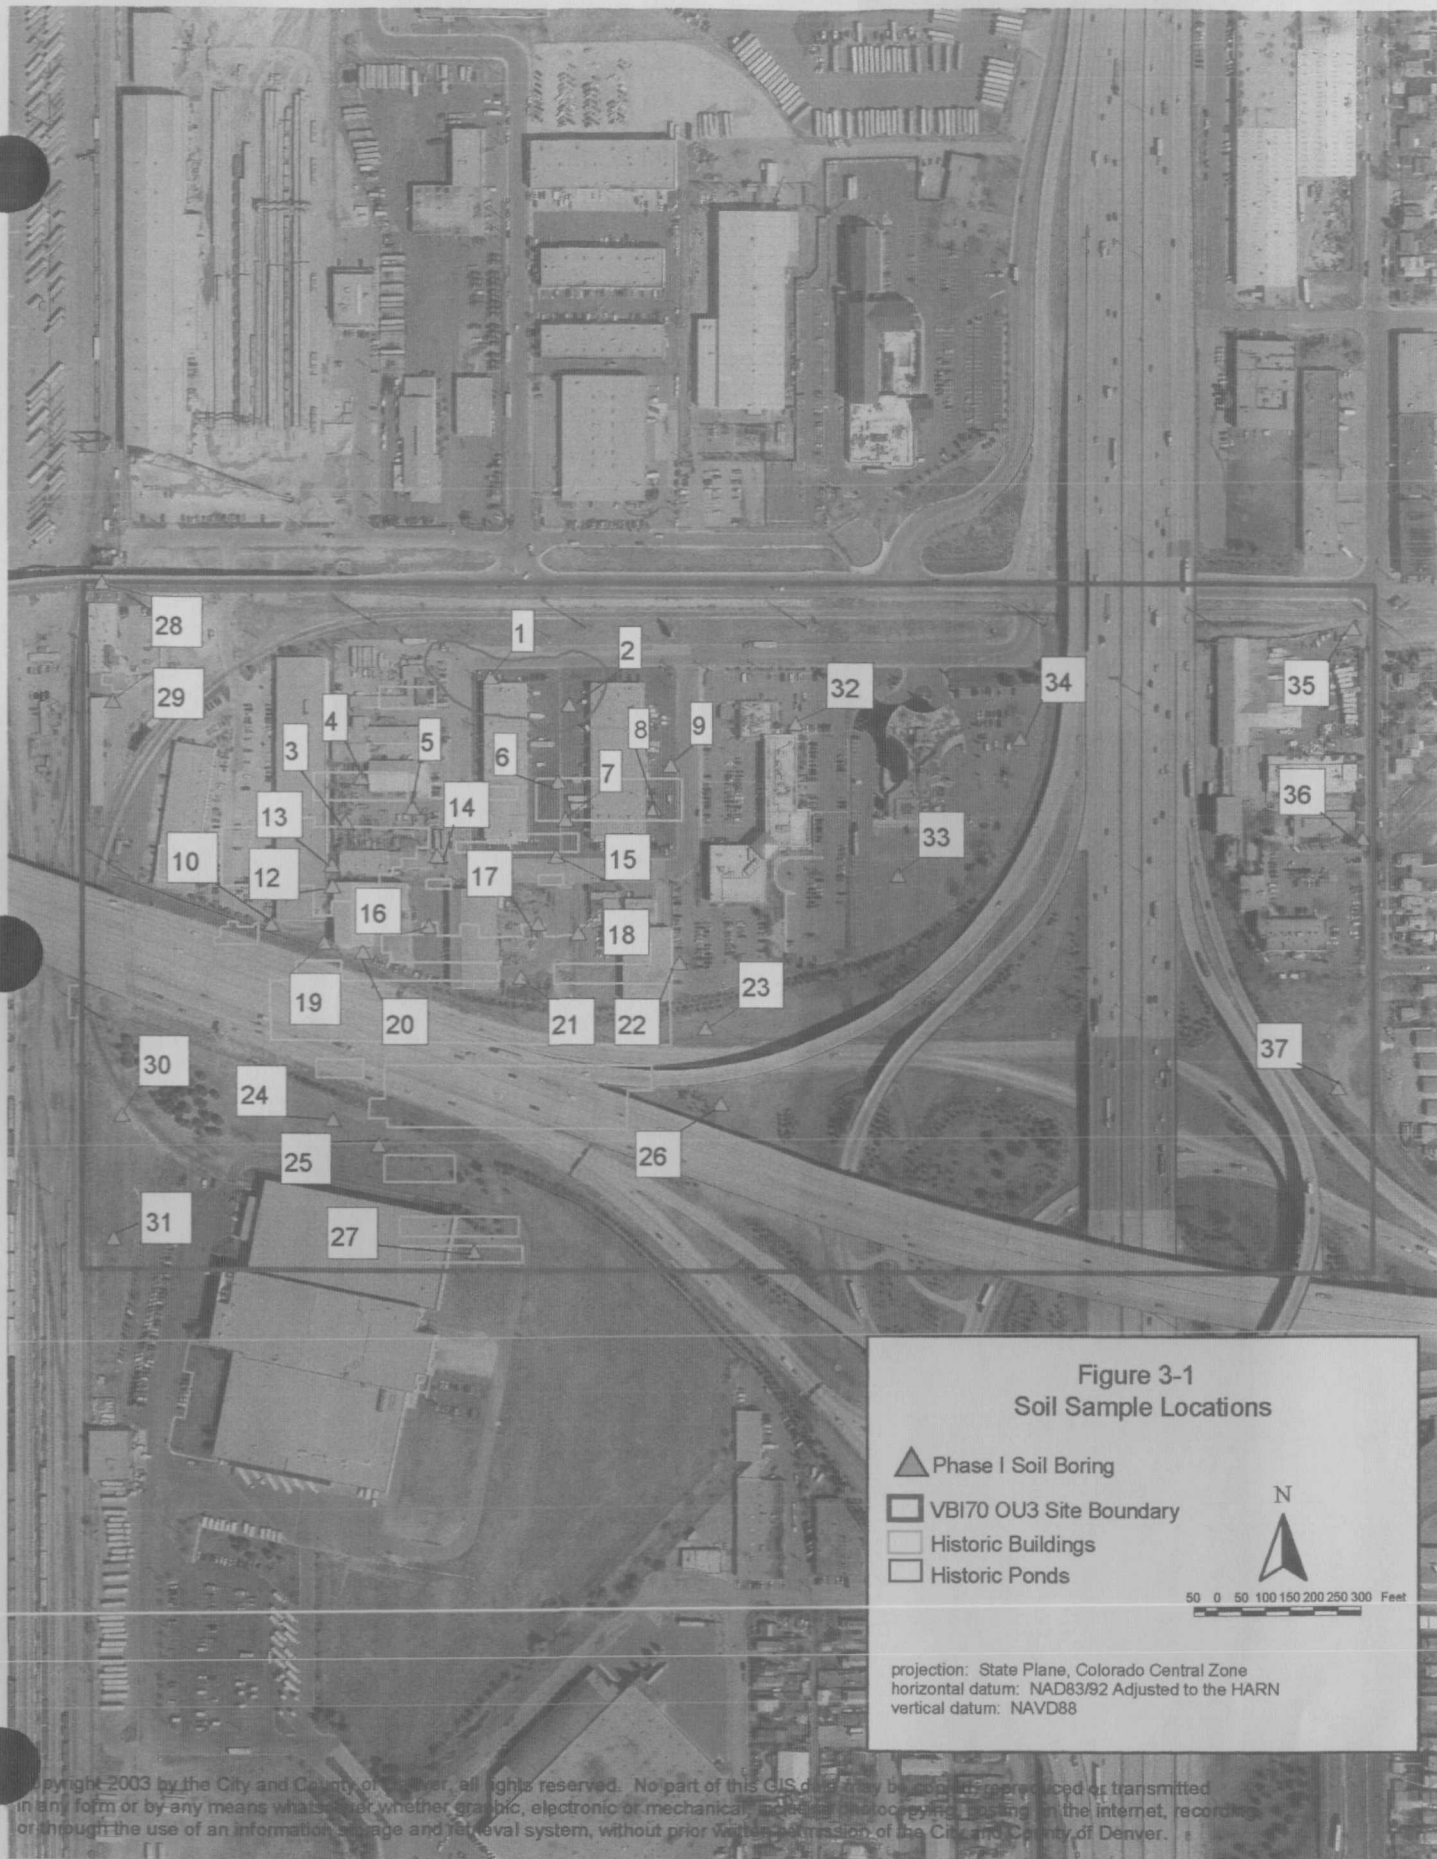 28
1
2
29
32
34
35
4
8
9
3
5
6
7
36
13
14
33
10
12
17
15
16
18
19
20
21
22
23
30
37
24
25
26
31
27
Figure 3-1
Soil Sample Locations
Phase I Soil Boring
VBI70 OU3 Site Boundary
Historic Buildings
Historic Ponds
N
50 0 50 100 150 200 250 300 Feet
projection: State Plane, Colorado Central Zone
horizontal datum: NAD83/92 Adjusted to the HARN
vertical datum: NAVD88
opyright 2003 by the City and County of Denver, all rights reserved. No part of this GIS data may be copied, reproduced or transmitted
in any form or by any means whatsoever whether graphic, electronic or mechanical, including photocopying, posting on the internet, recording
or through the use of an information storage and retrieval system, without prior written permission of the City and County of Denver.